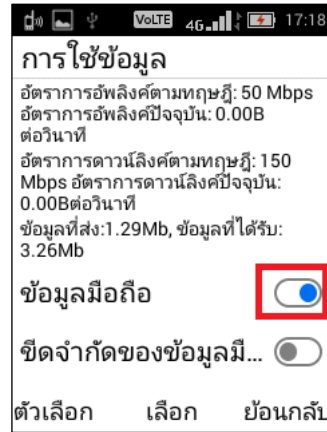 VoLTE 4G 17:18
การใช้ข้อมูล
อัตราการอัพลิงค์ตามทฤษฎี: 50 Mbps
อัตราการอัพลิงค์ปัจจุบัน: 0.00B
ต่อวินาที
อัตราการดาวน์ลิงค์ตามทฤษฎี: 150
Mbps อัตราการดาวน์ลิงค์ปัจจุบัน:
0.00Bต่อวินาที
ข้อมูลที่ส่ง:1.29Mb, ข้อมูลที่ได้รับ:
3.26Mb
ข้อมูลมือถือ
ขีดจำกัดของข้อมูลมื...
ตัวเลือก เลือก ย้อนกลับ